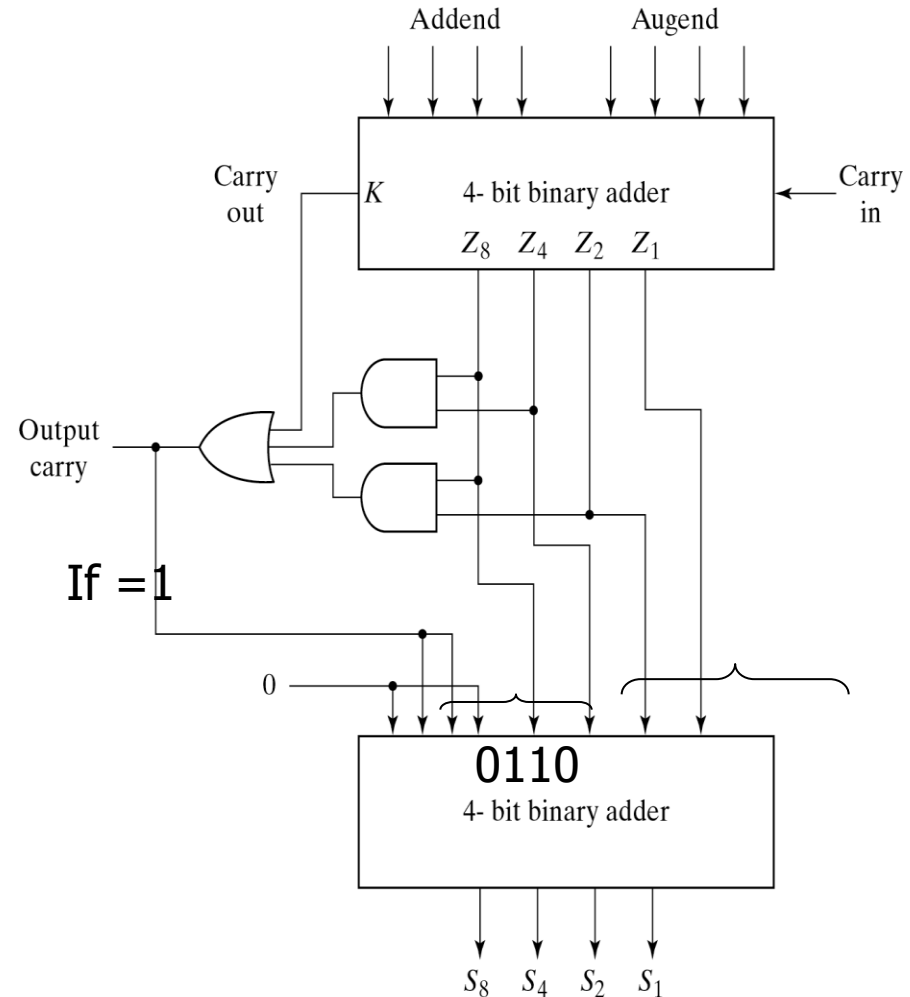 Addend Augend
Carry
out
K
4- bit binary adder
Carry
in
Z8 Z4 Z2 Z1
Output
carry
If =1
0
0110
4- bit binary adder
S8 S4 S2 S1